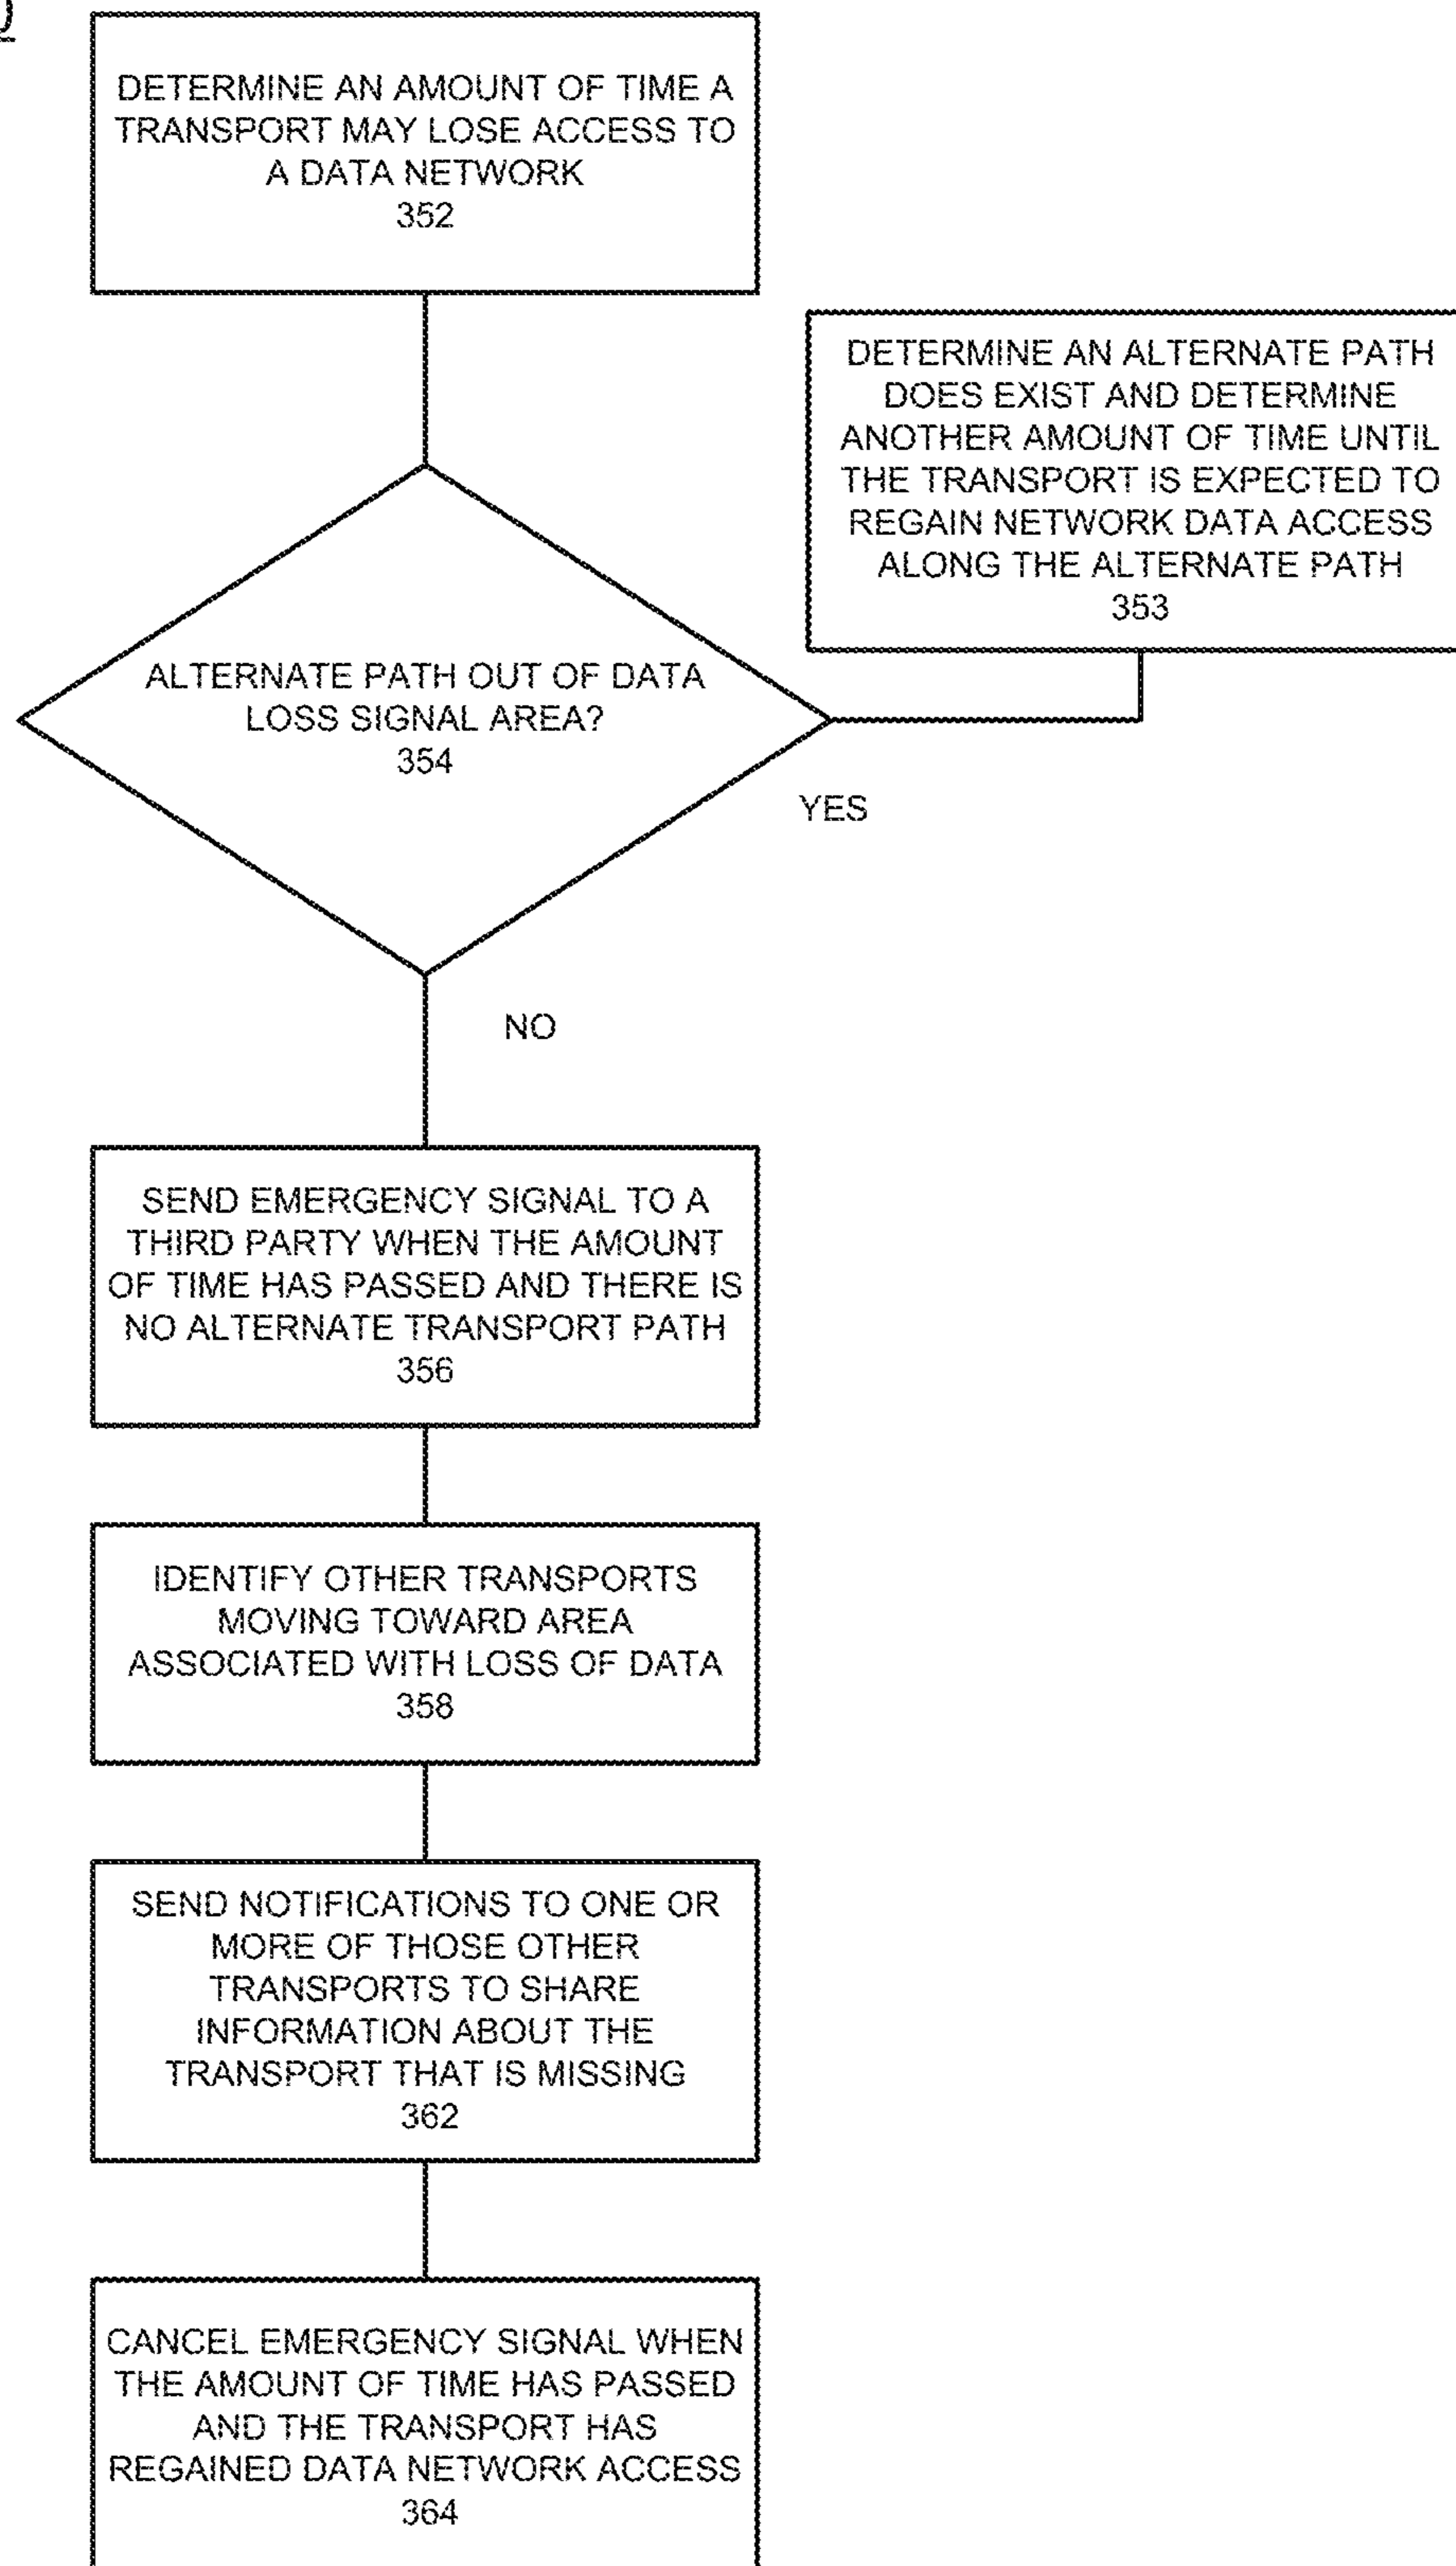 DETERMINE AN AMOUNT OF TIME A
TRANSPORT MAY LOSE ACCESS TO
A DATA NETWORK
352
DETERMINE AN ALTERNATE PATH
DOES EXIST AND DETERMINE
ANOTHER AMOUNT OF TIME UNTIL
THE TRANSPORT IS EXPECTED TO
REGAIN NETWORK DATA ACCESS
ALONG THE ALTERNATE PATH
353
ALTERNATE PATH OUT OF DATA
LOSS SIGNAL AREA?
354
YES
NO
SEND EMERGENCY SIGNAL TO A
THIRD PARTY WHEN THE AMOUNT
OF TIME HAS PASSED AND THERE IS
NO ALTERNATE TRANSPORT PATH
356
IDENTIFY OTHER TRANSPORTS
MOVING TOWARD AREA
ASSOCIATED WITH LOSS OF DATA
358
SEND NOTIFICATIONS TO ONE OR
MORE OF THOSE OTHER
TRANSPORTS TO SHARE
INFORMATION ABOUT THE
TRANSPORT THAT IS MISSING
362
CANCEL EMERGENCY SIGNAL WHEN
THE AMOUNT OF TIME HAS PASSED
AND THE TRANSPORT HAS
REGAINED DATA NETWORK ACCESS
364